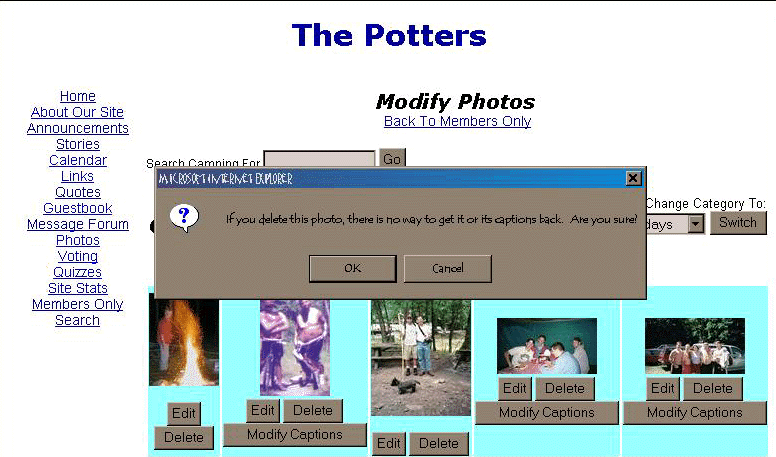 The Potters
Home
About Our Site
Announcements
Stories
Calendar
Links
Quotes
Guestbook
Message Forum
Photos
Voting
Quizzes
Site Stats
Members Only
Search
Modify Photos
Back To Members Only
Search Camping For
Go
MICROSOFT INTERNET EXPLORER
If you delete this photo, there is no way to get it or its captions back. Are you sure?
OK
Cancel
Change Category To:
days
Switch
Edit
Delete
Edit Delete
Modify Captions
Edit Delete
Edit Delete
Modify Captions
Edit Delete
Modify Captions